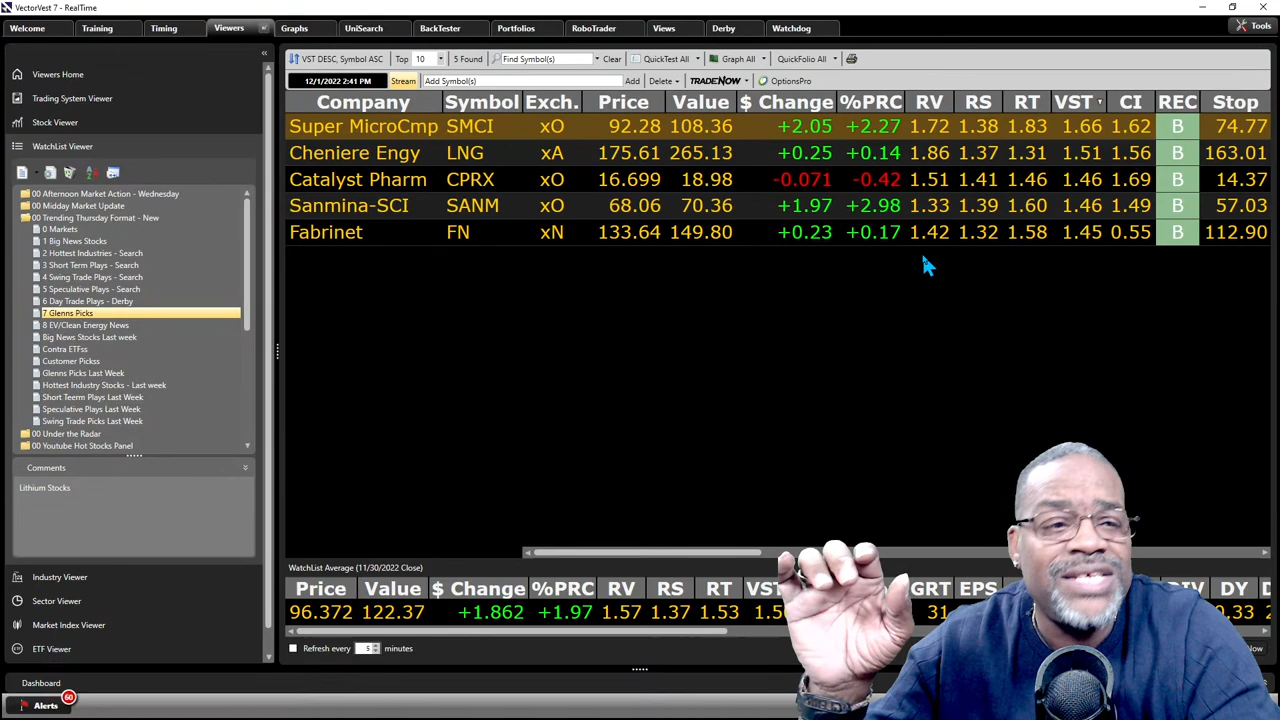 VectorVest 7 - RealTime
Welcome Training Timing Viewers Graphs UniSearch BackTester Portfolios RoboTrader Views Derby Watchdog Tools
Viewers Home
Trading System Viewer
Stock Viewer
WatchList Viewer
00 Afternoon Market Action - Wednesday
00 Midday Market Update
00 Trending Thursday Format - New
0 Markets
1 Big News Stocks
2 Hottest Industries - Search
3 Short Term Plays - Search
4 Swing Trade Plays - Search
5 Speculative Plays - Search
6 Day Trade Plays - Derby
7 Glenns Picks
8 EV/Clean Energy News
Big News Stocks Last week
Contra ETFss
Customer Pickss
Glenns Picks Last Week
Hottest Industry Stocks - Last week
Short Teerm Plays Last Week
Speculative Plays Last Week
Swing Trade Picks Last Week
00 Under the Radar
00 Youtube Hot Stocks Panel
Comments
Lithium Stocks
Industry Viewer
Sector Viewer
Market Index Viewer
ETF Viewer
Dashboard
Alerts 60
VST DESC, Symbol ASC Top 10 5 Found Find Symbol(s) Clear QuickTest All Graph All QuickFolio All
12/1/2022 2:41 PM Stream Add Symbol(s) Add Delete TRADENOW OptionsPro
Company Symbol Exch. Price Value $ Change %PRC RV RS RT VST CI REC Stop
Super MicroCmp SMCI xO 92.28 108.36 +2.05 +2.27 1.72 1.38 1.83 1.66 1.62 B 74.77
Cheniere Engy LNG xA 175.61 265.13 +0.25 +0.14 1.86 1.37 1.31 1.51 1.56 B 163.01
Catalyst Pharm CPRX xO 16.699 18.98 -0.071 -0.42 1.51 1.41 1.46 1.46 1.69 B 14.37
Sanmina-SCI SANM xO 68.06 70.36 +1.97 +2.98 1.33 1.39 1.60 1.46 1.49 B 57.03
Fabrinet FN xN 133.64 149.80 +0.23 +0.17 1.42 1.32 1.58 1.45 0.55 B 112.90
WatchList Average (11/30/2022 Close)
Price Value $ Change %PRC RV RS RT VST GRT EPS DY
96.372 122.37 +1.862 +1.97 1.57 1.37 1.53 31 0.33
Refresh every 5 minutes
Now